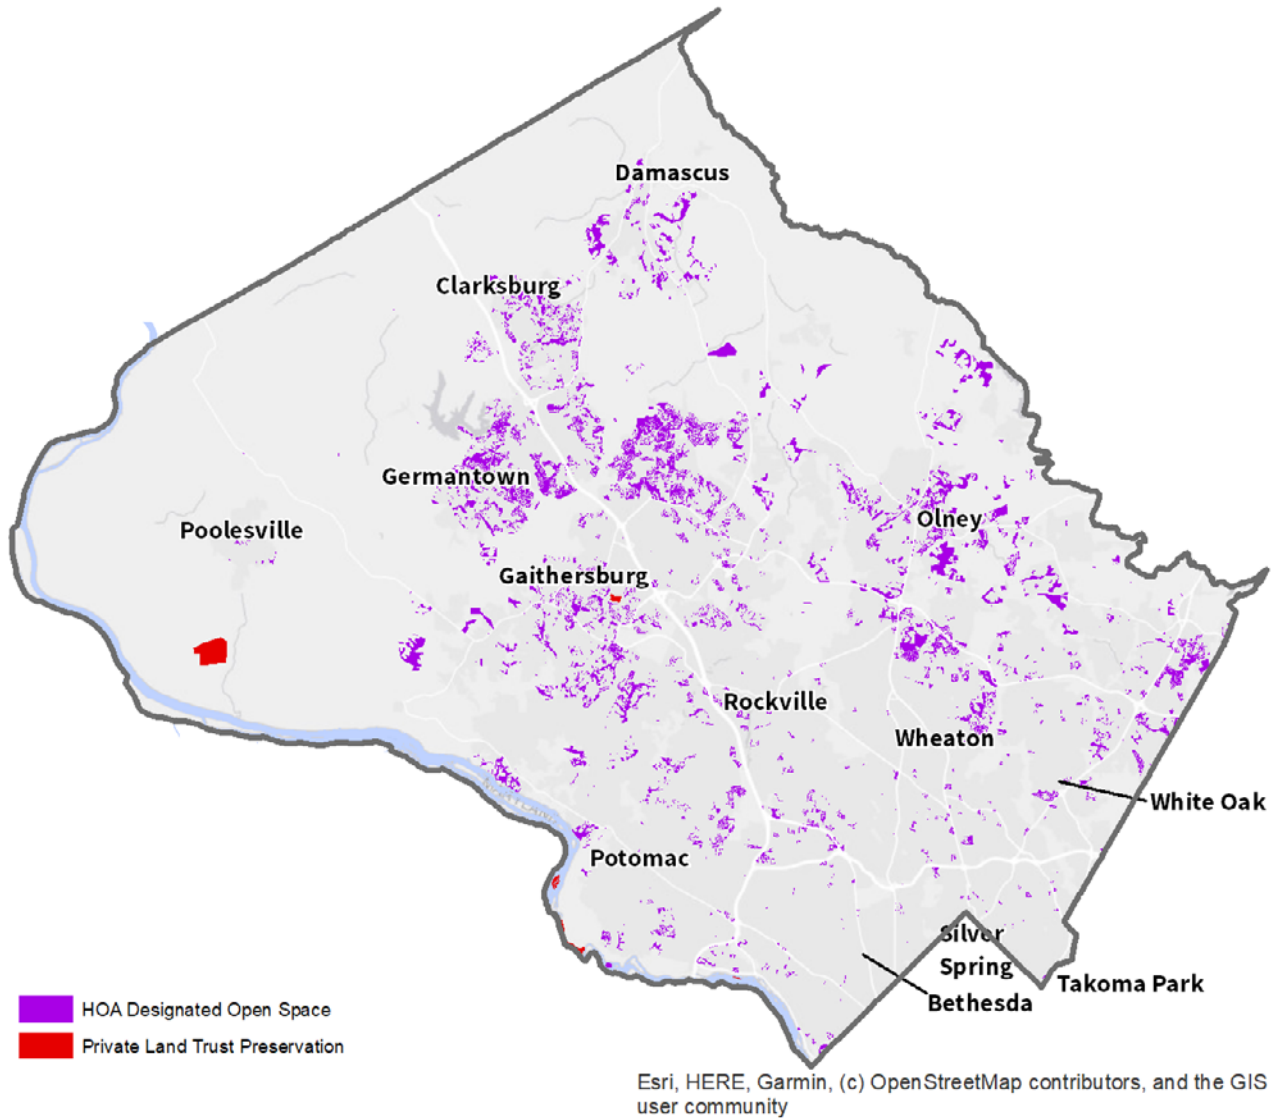 Damascus
Clarksburg
Germantown
Olney
Poolesville
Gaithersburg
Rockville
Wheaton
MARYLAND
White Oak
Potomac
Silver
Spring
Takoma Park
Bethesda
HOA Designated Open Space
Private Land Trust Preservation
Esri, HERE, Garmin, (c) OpenStreetMap contributors, and the GIS
user community